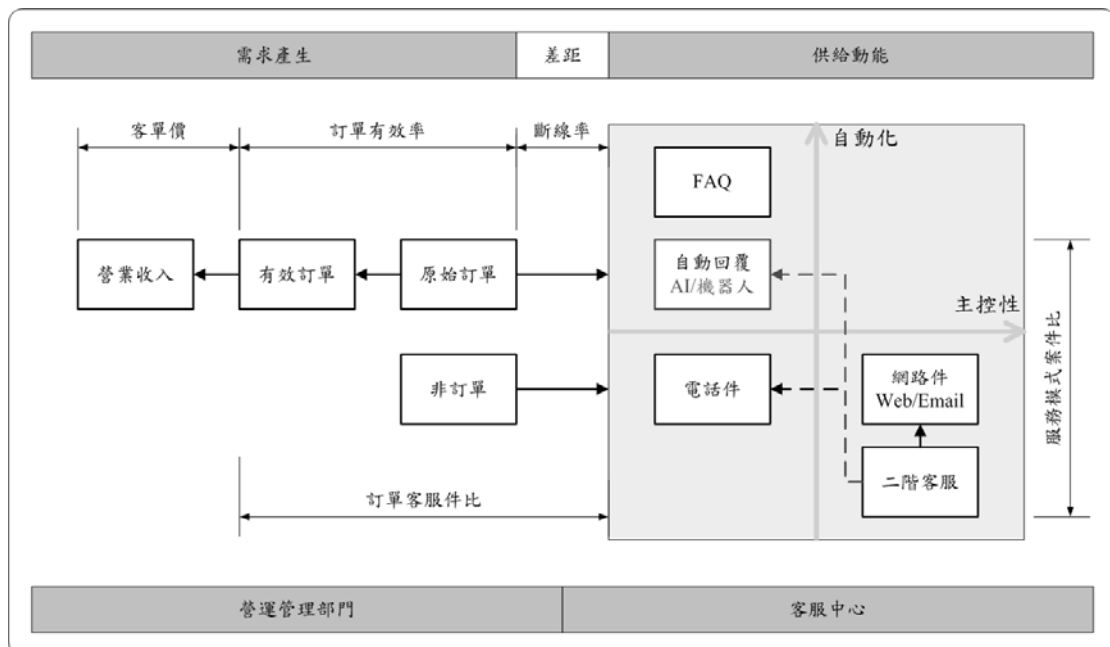 需求產生
差距
供給動能
客單價
訂單有效率
斷線率
自動化
FAQ
營業收入
有效訂單
原始訂單
自動回覆
AI/機器人
主控性
非訂單
電話件
網路件
Web/Email
服務模式案件比
二階客服
訂單客服件比
營運管理部門
客服中心